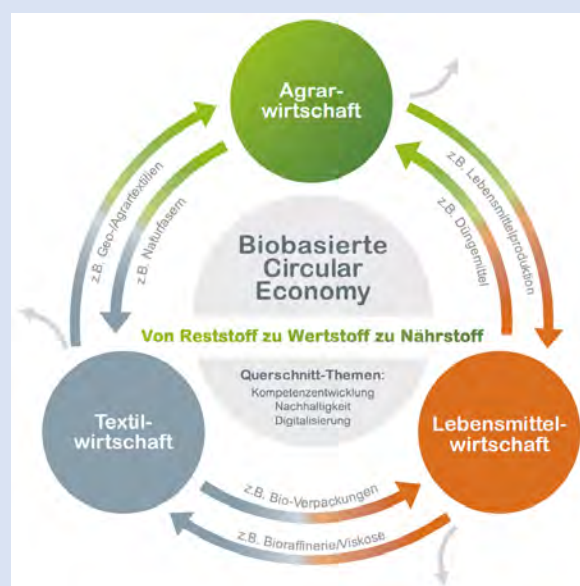 Agrar-
wirtschaft
z.B. Geo-/Agrartextilien
z.B. Naturfasern
z.B. Lebensmittelproduktion
z.B. Düngemittel
Biobasierte
Circular
Economy
Von Reststoff zu Wertstoff zu Nährstoff
Querschnitt-Themen:
Kompetenzentwicklung
Nachhaltigkeit
Digitalisierung
Textil-
wirtschaft
Lebensmittel-
wirtschaft
z.B. Bio-Verpackungen
z.B. Bioraffinerie/Viskose